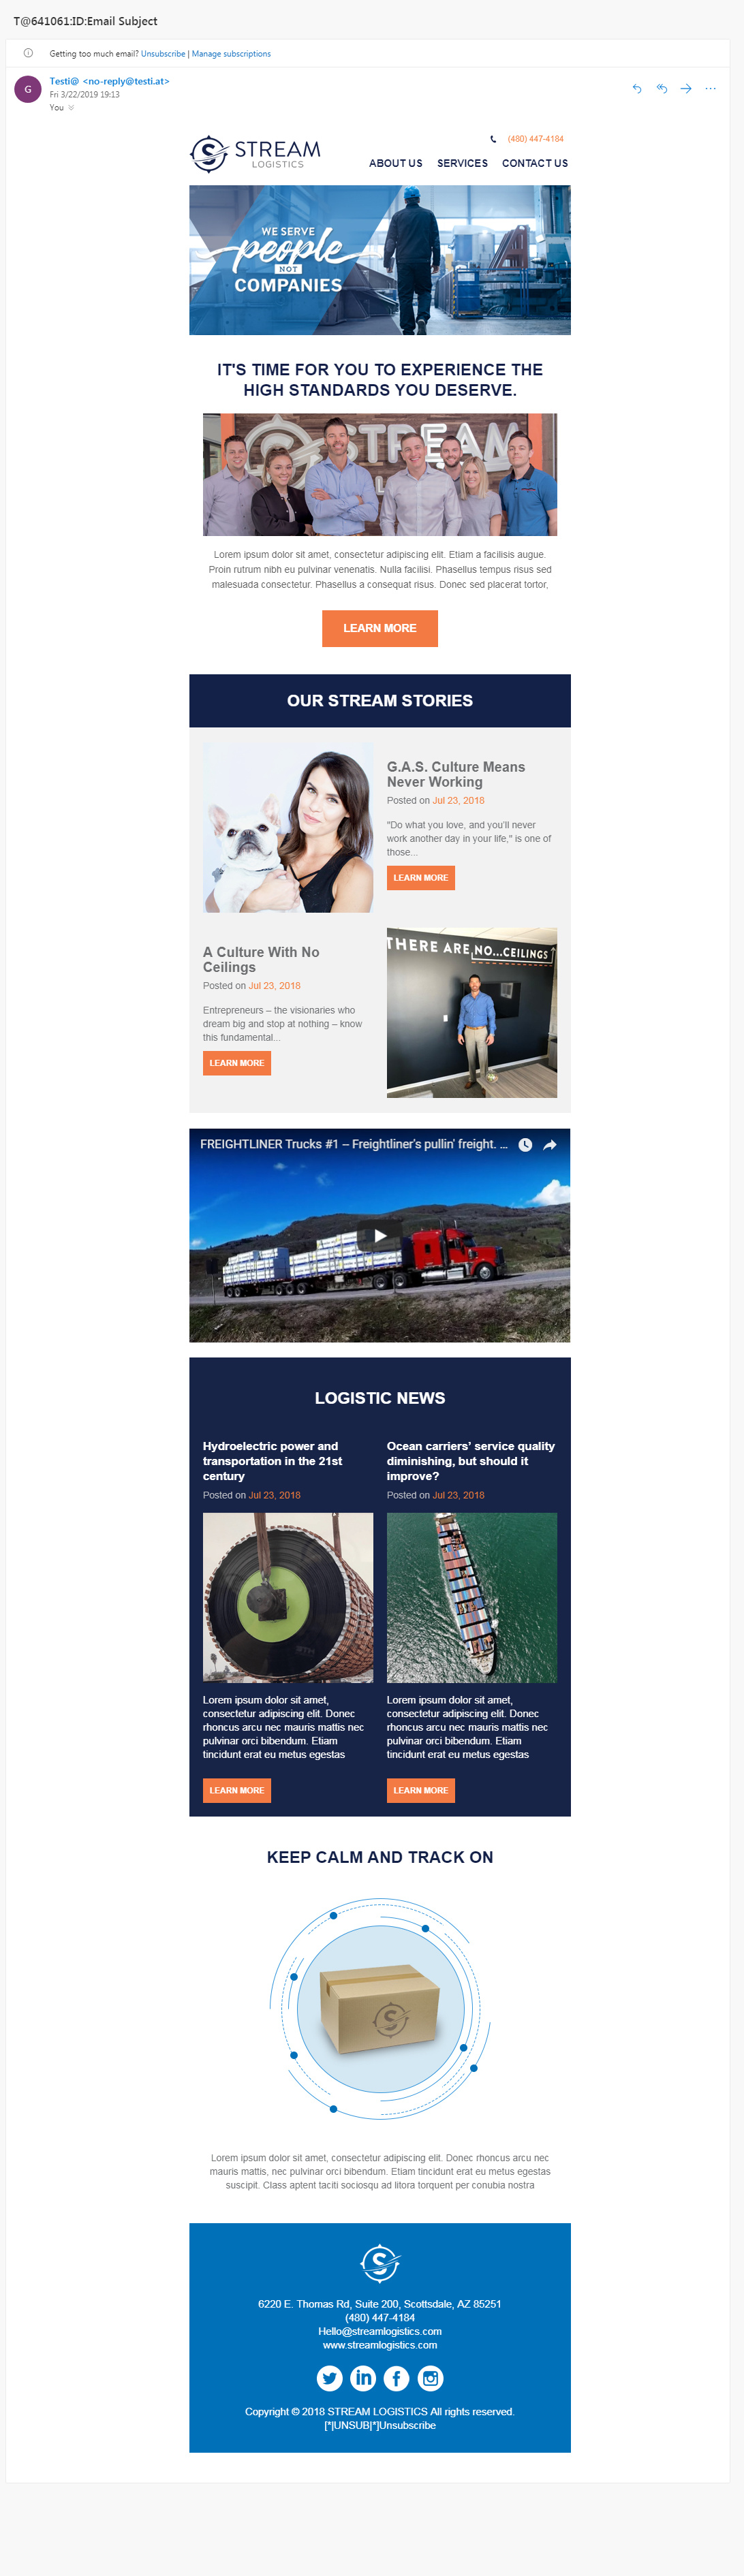 T@641061:ID:Email Subject
Getting too much email? Unsubscribe | Manage subscriptions
G
Testi@ <no-reply@testi.at>
Fri 3/22/2019 19:13
You
STREAM
LOGISTICS
(480) 447-4184
ABOUT US SERVICES CONTACT US
WE SERVE
people
NOT
COMPANIES
IT'S TIME FOR YOU TO EXPERIENCE THE
HIGH STANDARDS YOU DESERVE.
STREAM
Lorem ipsum dolor sit amet, consectetur adipiscing elit. Etiam a facilisis augue.
Proin rutrum nibh eu pulvinar venenatis. Nulla facilisi. Phasellus tempus risus sed
malesuada consectetur. Phasellus a consequat risus. Donec sed placerat tortor,
LEARN MORE
OUR STREAM STORIES
G.A.S. Culture Means
Never Working
Posted on Jul 23, 2018
"Do what you love, and you'll never
work another day in your life," is one of
those...
LEARN MORE
A Culture With No
Ceilings
Posted on Jul 23, 2018
Entrepreneurs – the visionaries who
dream big and stop at nothing – know
this fundamental...
LEARN MORE
THERE ARE NO...CEILINGS
FREIGHTLINER Trucks #1 -- Freightliner's pullin' freight. ...
LOGISTIC NEWS
Hydroelectric power and
transportation in the 21st
century
Posted on Jul 23, 2018
Lorem ipsum dolor sit amet,
consectetur adipiscing elit. Donec
rhoncus arcu nec mauris mattis nec
pulvinar orci bibendum. Etiam
tincidunt erat eu metus egestas
LEARN MORE
Ocean carriers' service quality
diminishing, but should it
improve?
Posted on Jul 23, 2018
Lorem ipsum dolor sit amet,
consectetur adipiscing elit. Donec
rhoncus arcu nec mauris mattis nec
pulvinar orci bibendum. Etiam
tincidunt erat eu metus egestas
LEARN MORE
KEEP CALM AND TRACK ON
Lorem ipsum dolor sit amet, consectetur adipiscing elit. Donec rhoncus arcu nec
mauris mattis, nec pulvinar orci bibendum. Etiam tincidunt erat eu metus egestas
suscipit. Class aptent taciti sociosqu ad litora torquent per conubia nostra
6220 E. Thomas Rd, Suite 200, Scottsdale, AZ 85251
(480) 447-4184
Hello@streamlogistics.com
www.streamlogistics.com
Copyright © 2018 STREAM LOGISTICS All rights reserved.
[*|UNSUB|*]Unsubscribe